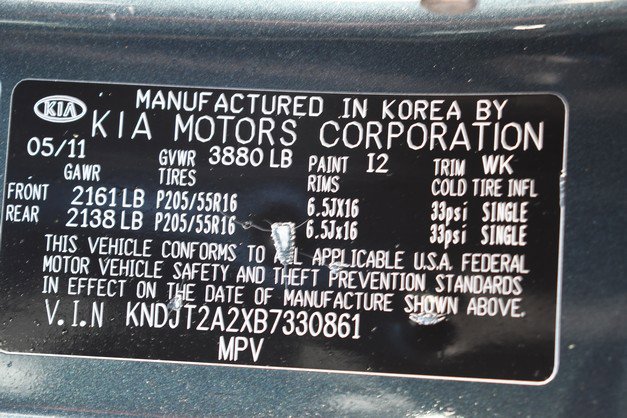 KIA MANUFACTURED IN KOREA BY
KIA MOTORS CORPORATION
05/11 GVWR 3880 LB PAINT I2 TRIM WK
GAWR TIRES RIMS COLD TIRE INFL
FRONT 2161 LB P205/55R16 6.5JX16 33psi SINGLE
REAR 2138 LB P205/55R16 6.5Jx16 33psi SINGLE
THIS VEHICLE CONFORMS TO ALL APPLICABLE U.S.A. FEDERAL
MOTOR VEHICLE SAFETY AND THEFT PREVENTION STANDARDS
IN EFFECT ON THE DATE OF MANUFACTURE SHOWN ABOVE.
V.I.N KNDJT2A2XB7330861
MPV